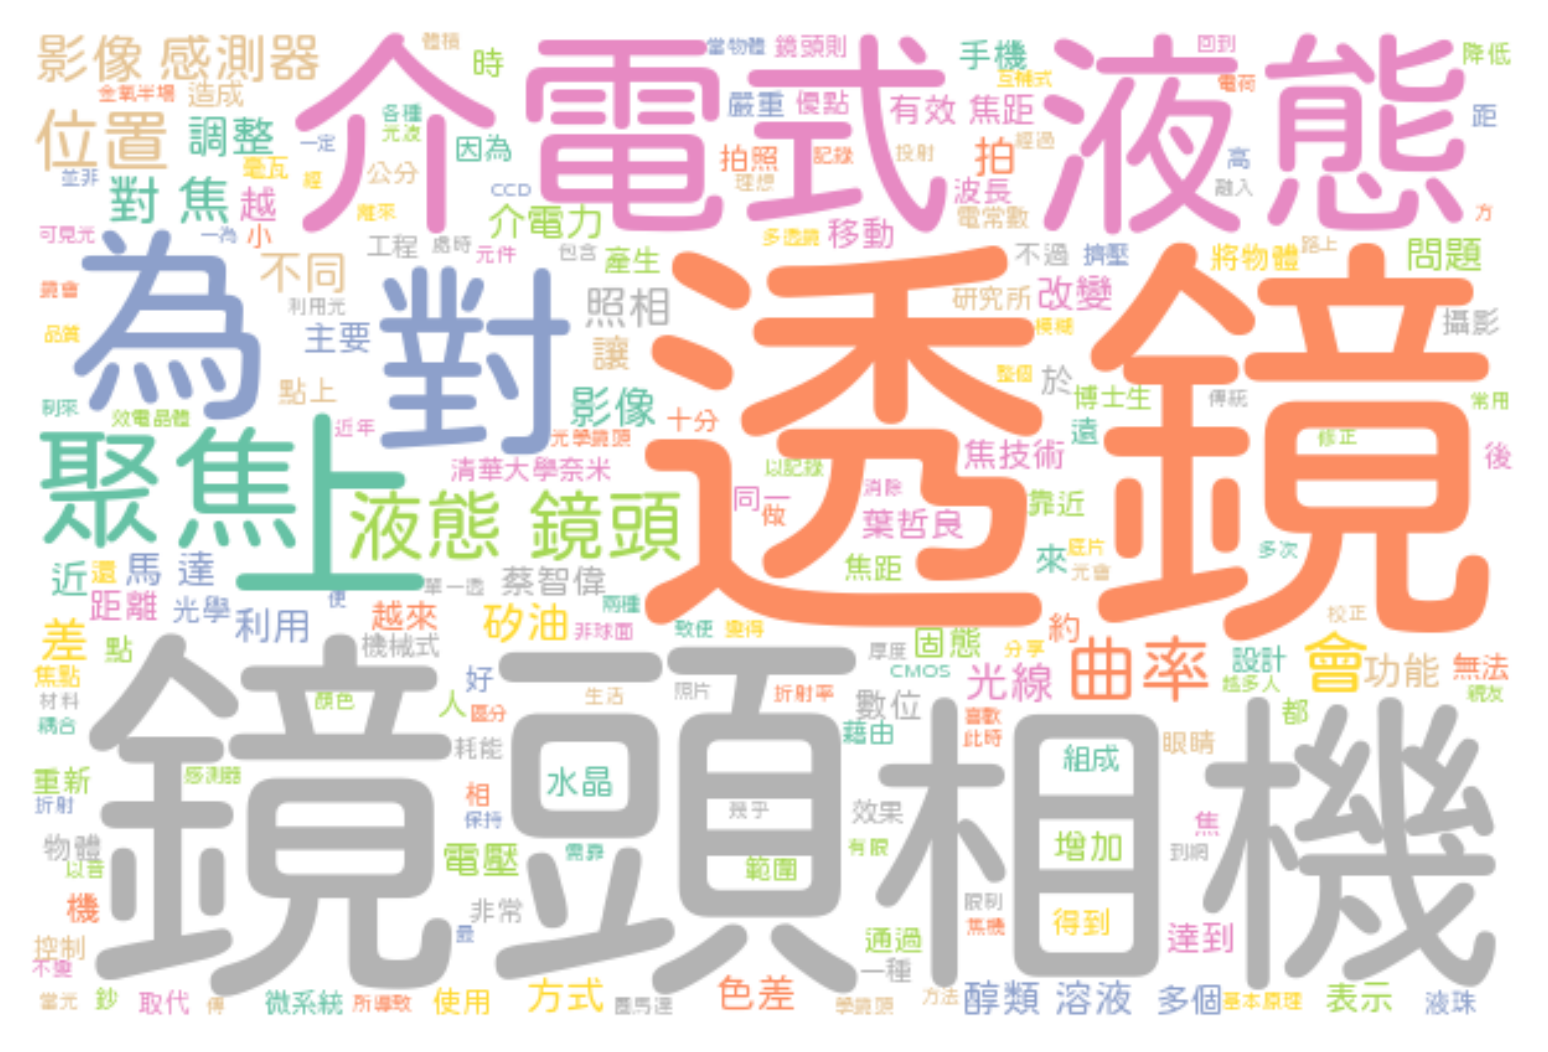 影像 感測器
體積
時
介電式
當物體
鏡頭則
手機
回到
液態
降低
金氧半場
造成
互補式
電荷
位置
調整
各種
光波
一定
因為
嚴重
優點
有效
焦距
經過
距
拍照
記錄
投射
拍
高
並非
毫瓦
經
公分
理想
融入
對焦
越
離來
CCD
波長
電常數
方
介電力
可見光
一為
小
工程
處時
元件
包含
產生
多透鏡
移動
不過
擠壓
將物體
路上
問題
為
不同
對
透鏡
鏡會
利用光
照相
研究所
改變
攝影
品質
主要
讓
模糊
點上
整個
於
博士生
傳統
常用
制來
效電晶體
近年
影像
十分
光學鏡頭
遠
修正
後
聚焦
上
清華大學奈米
以記錄
焦技術
液態 鏡頭
同一
做
消除
葉哲良
靠近
來
底片
光會
多次
近
還
馬達
單一透
蔡智偉
焦距
距離
光學
便
利用
越來
矽油
兩種
非球面
致使
變得
約
校正
差
點
機械式
厚度
固態
分享
曲率
設計
會
功能
無法
焦點
好
CMOS
光線
越多人
親友
材料
顏色
人
區分
生活
照片
折射率
數位
喜歡
都
耦合
耗能
藉由
此時
眼睛
鏡頭
相機
重新
感測器
水晶
組成
折射
相
保持
幾乎
效果
焦
物體
以音
電壓
需靠
範圍
有限
增加
到網
機
非常
限制
焦機
得到
控制
最
通過
達到
不變
一種
當光
鈔
取代
傳
微系統
所導致
使用
方式
圈馬達
色差
學鏡頭
方法
醇類 溶液
多個
基本原理
表示
液珠